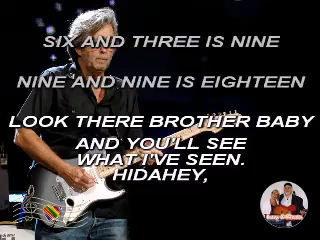 SIX AND THREE IS NINE
NINE AND NINE IS EIGHTEEN
LOOK THERE BROTHER BABY
AND YOU'LL SEE
WHAT I'VE SEEN.
HIDAHEY,